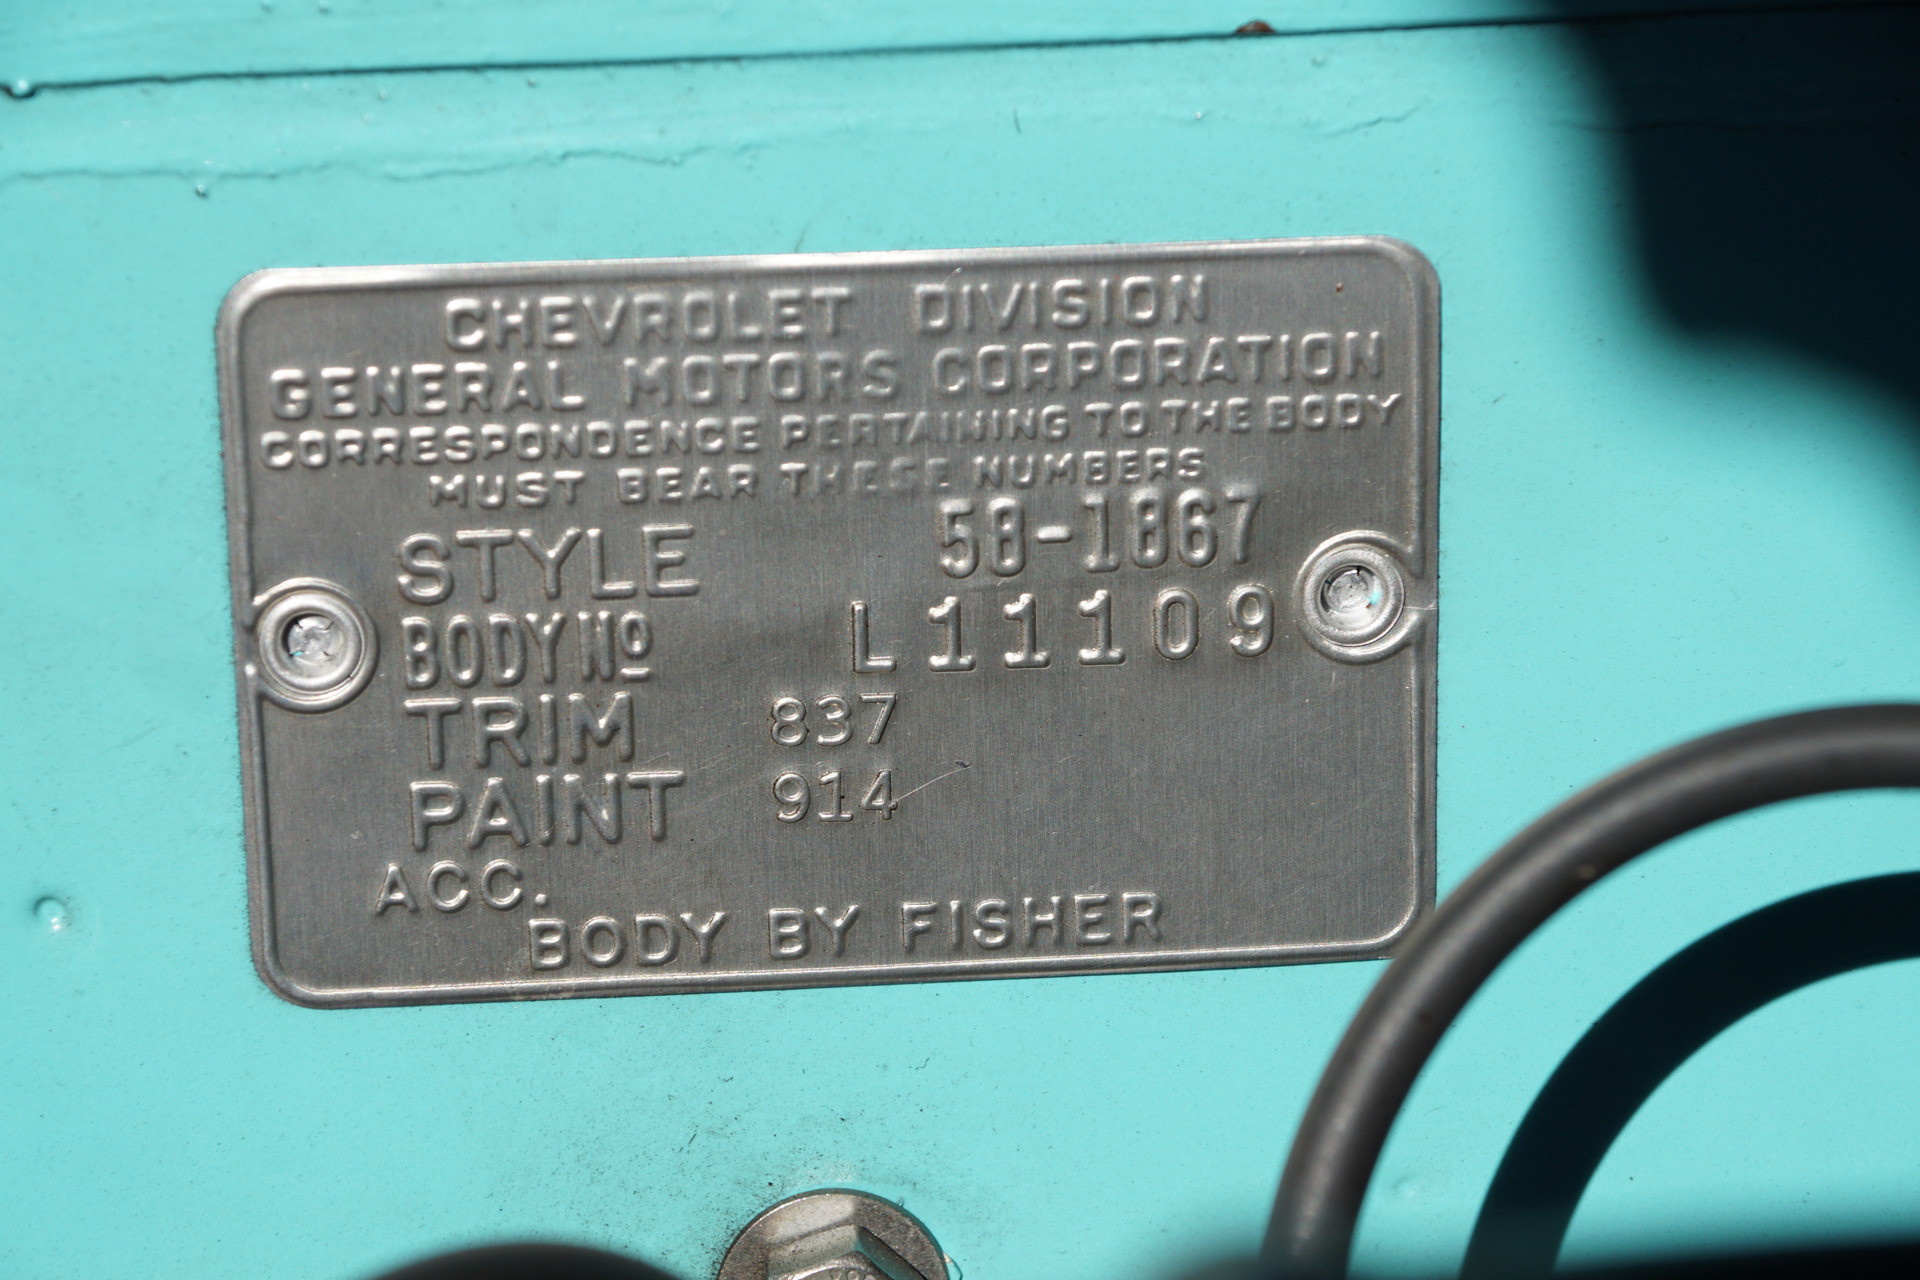 CHEVROLET DIVISION
GENERAL MOTORS CORPORATION
CORRESPONDENCE PERTAINING TO THE BODY
MUST BEAR THESE NUMBERS
STYLE 58-1867
BODY Nº L11109
TRIM 837
PAINT 914
ACC.
BODY BY FISHER